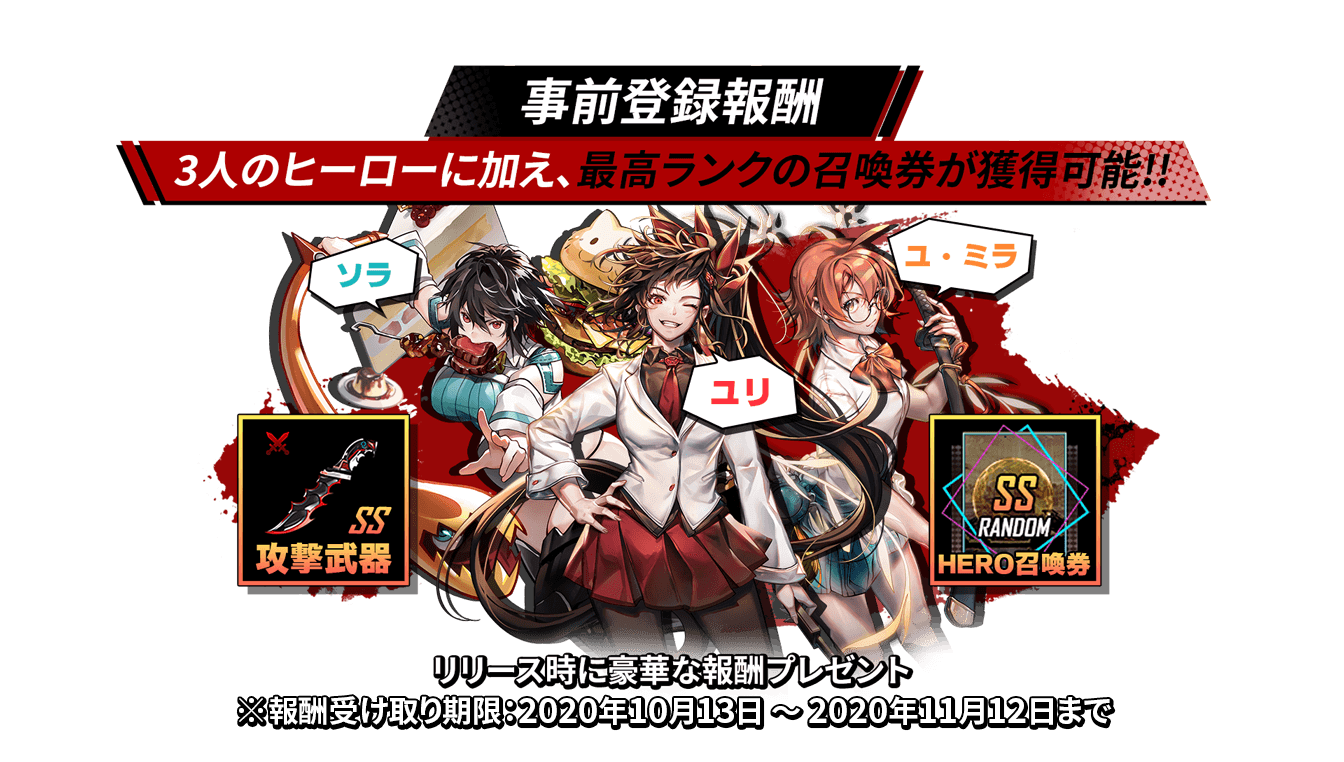 事前登録報酬
3人のヒーローに加え、最高ランクの召喚券が獲得可能!!
ソラ
ユ・ミラ
ユリ
SS
攻撃武器
SS
RANDOM
HERO召喚券
リリース時に豪華な報酬プレゼント
※報酬受け取り期限：2020年10月13日 ～ 2020年11月12日まで